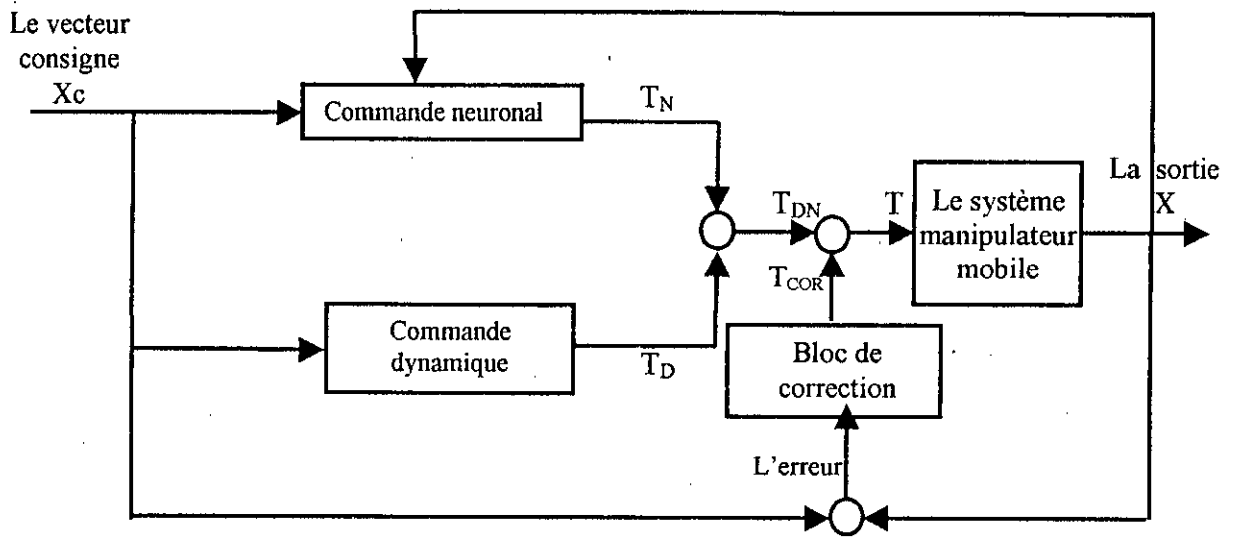 Le vecteur
consigne
Xc
Commande neuronal
T_N
T_DN
T
Le système
manipulateur
mobile
La sortie
X
T_COR
Commande
dynamique
T_D
Bloc de
correction
L'erreur